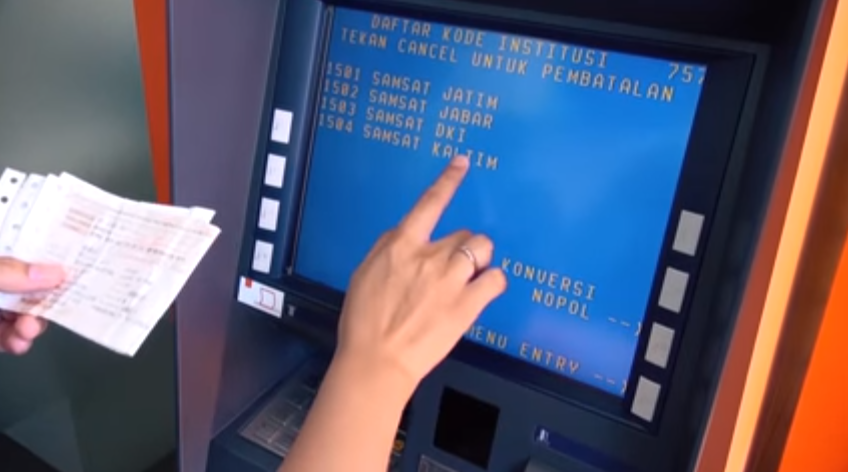 DAFTAR KODE INSTITUSI
TEKAN CANCEL UNTUK PEMBATALAN
757
1501 SAMSAT JATIM
1502 SAMSAT JABAR
1503 SAMSAT DKI
1504 SAMSAT KALTIM
KONVERSI
NOPOL --)
MENU ENTRY --)